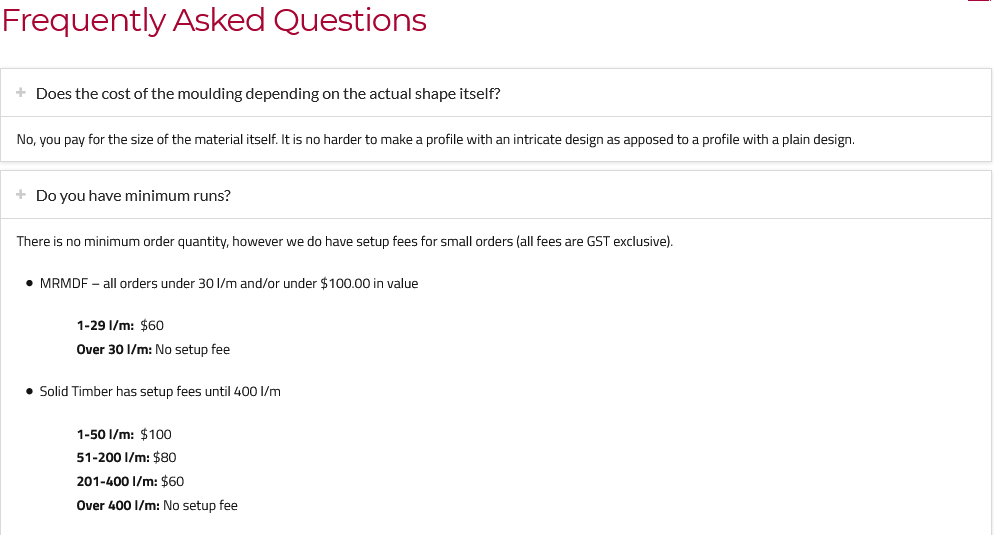 Frequently Asked Questions
Does the cost of the moulding depending on the actual shape itself?
No, you pay for the size of the material itself. It is no harder to make a profile with an intricate design as apposed to a profile with a plain design.
Do you have minimum runs?
There is no minimum order quantity, however we do have setup fees for small orders (all fees are GST exclusive).
● MRMDF – all orders under 30 l/m and/or under $100.00 in value
1-29 l/m: $60
Over 30 l/m: No setup fee
● Solid Timber has setup fees until 400 l/m
1-50 l/m: $100
51-200 l/m: $80
201-400 l/m: $60
Over 400 l/m: No setup fee